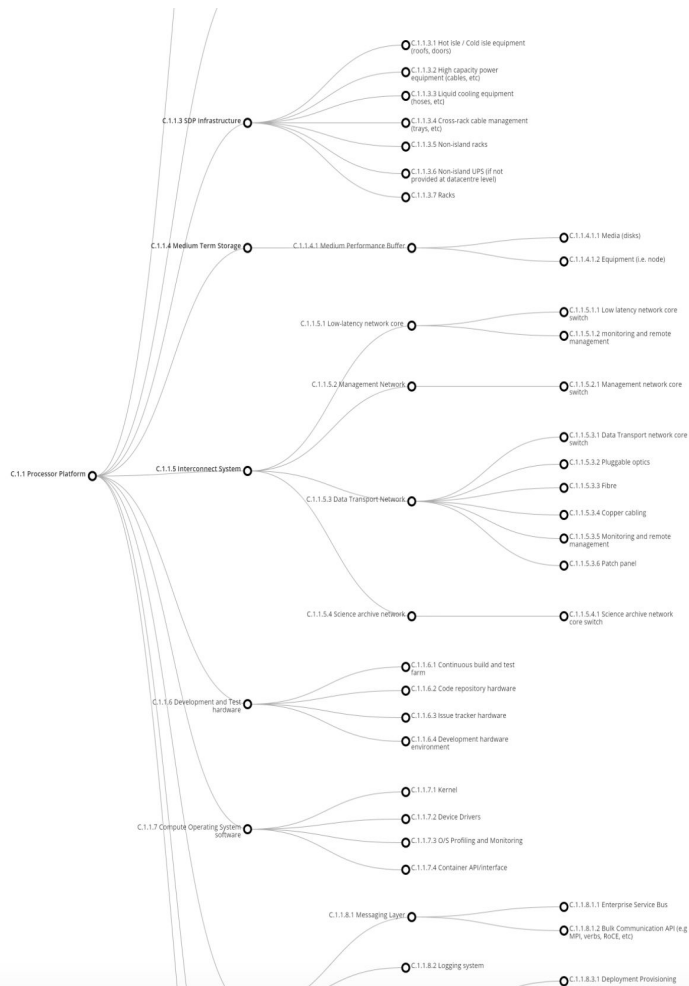 C.1.1.3.1 Hot isle / Cold isle equipment
(roofs, doors)
C.1.1.3.2 High capacity power
equipment (cables, etc)
C.1.1.3.3 Liquid cooling equipment
(hoses, etc)
C.1.1.3 SDP Infrastructure
C.1.1.3.4 Cross-rack cable management
(trays, etc)
C.1.1.3.5 Non-island racks
C.1.1.3.6 Non-island UPS (if not
provided at datacentre level)
C.1.1.3.7 Racks
C.1.1.4 Medium Term Storage
C.1.1.4.1 Medium Performance Buffer
C.1.1.4.1.1 Media (disks)
C.1.1.4.1.2 Equipment (i.e. node)
C.1.1.5.1 Low-latency network core
C.1.1.5.1.1 Low latency network core
switch
C.1.1.5.1.2 monitoring and remote
management
C.1.1.5.2 Management Network
C.1.1.5.2.1 Management network core
switch
C.1.1 Processor Platform
C.1.1.5 Interconnect System
C.1.1.5.3 Data Transport Network
C.1.1.5.3.1 Data Transport network core
switch
C.1.1.5.3.2 Pluggable optics
C.1.1.5.3.3 Fibre
C.1.1.5.3.4 Copper cabling
C.1.1.5.3.5 Monitoring and remote
management
C.1.1.5.3.6 Patch panel
C.1.1.5.4 Science archive network
C.1.1.5.4.1 Science archive network
core switch
C.1.1.6 Development and Test
hardware
C.1.1.6.1 Continuous build and test
farm
C.1.1.6.2 Code repository hardware
C.1.1.6.3 Issue tracker hardware
C.1.1.6.4 Development hardware
environment
C.1.1.7 Compute Operating System
software
C.1.1.7.1 Kernel
C.1.1.7.2 Device Drivers
C.1.1.7.3 O/S Profiling and Monitoring
C.1.1.7.4 Container API/interface
C.1.1.8.1 Messaging Layer
C.1.1.8.1.1 Enterprise Service Bus
C.1.1.8.1.2 Bulk Communication API (e.g
MPI, verbs, RoCE, etc)
C.1.1.8.2 Logging system
C.1.1.8.3.1 Deployment Provisioning